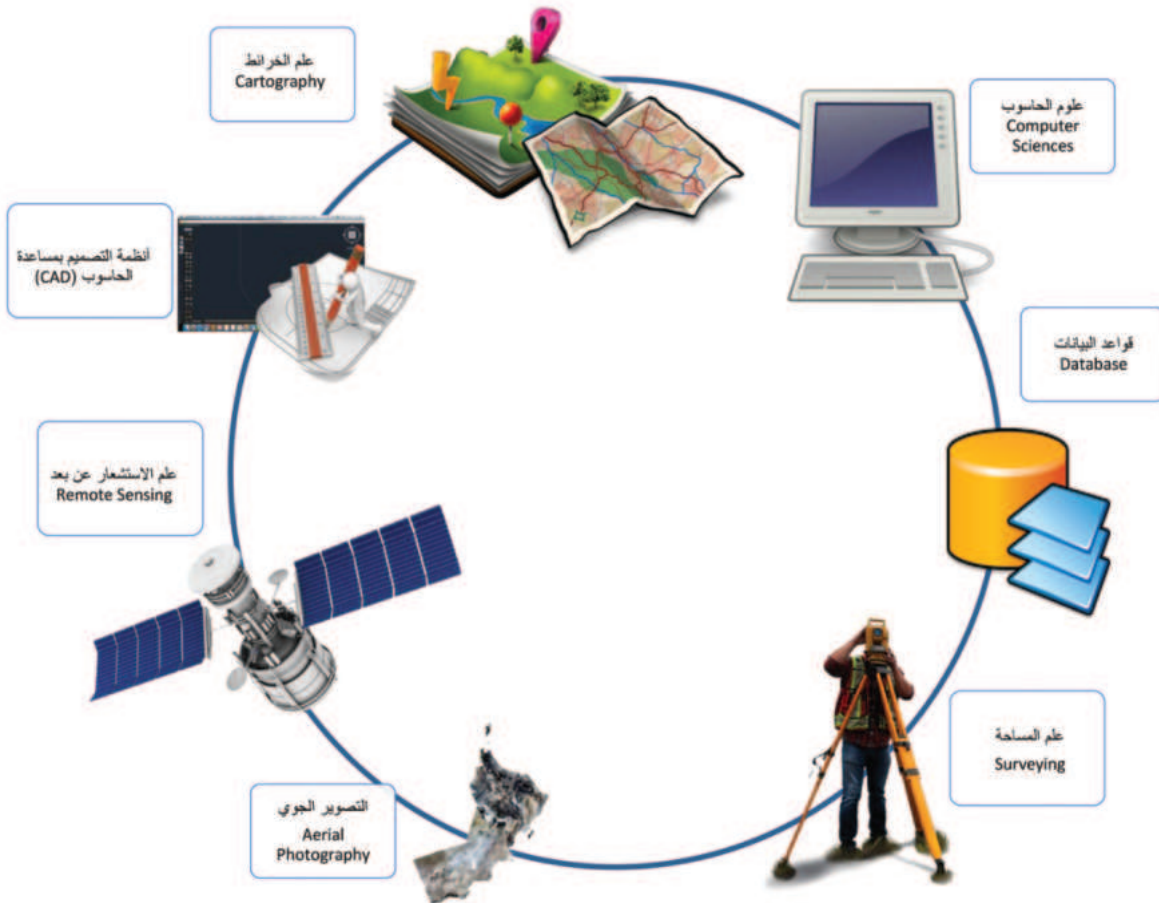 علم الخرائط
Cartography
علوم الحاسوب
Computer
Sciences
أنظمة التصميم بمساعدة
الحاسوب (CAD)
قواعد البيانات
Database
علم الاستشعار عن بعد
Remote Sensing
علم المساحة
Surveying
التصوير الجوي
Aerial
Photography